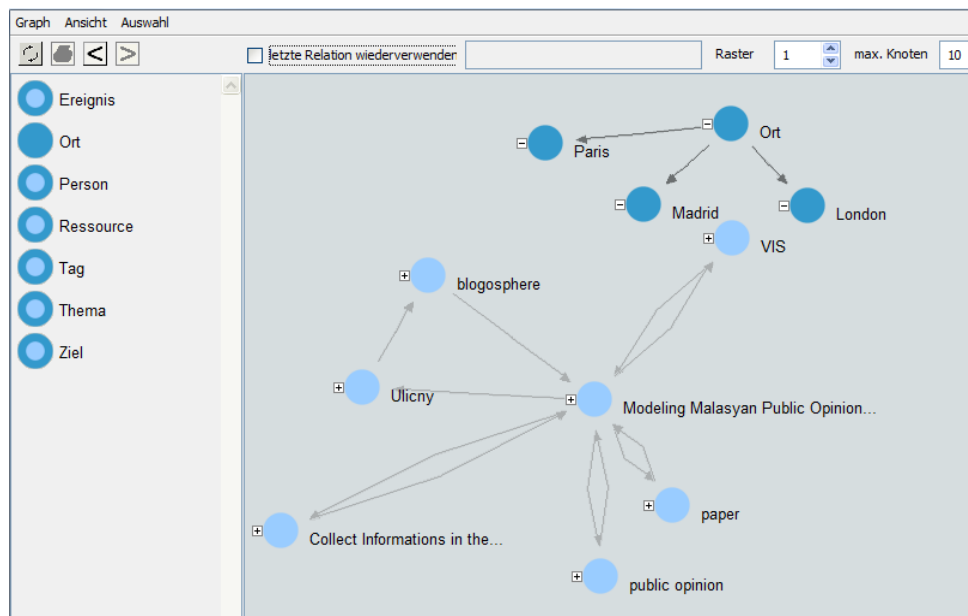 Graph Ansicht Auswahl
letzte Relation wiederverwenden Raster 1 max. Knoten 10
Ereignis
Ort
Person
Ressource
Tag
Thema
Ziel
Ort
Paris
Madrid
London
VIS
blogosphere
Ulicny
Modeling Malasyan Public Opinion...
paper
Collect Informations in the...
public opinion